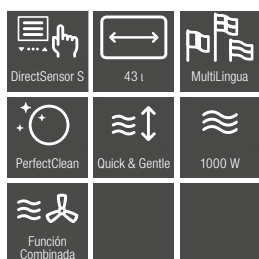 DirectSensor S
43 l
MultiLingua
PerfectClean
Quick & Gentle
1000 W
Función
Combinada